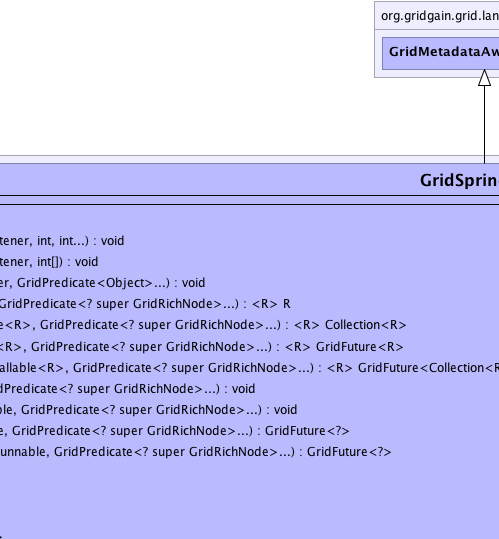 org.gridgain.grid.lan
GridMetadataAw
GridSprin
tener, int, int...) : void
tener, int[]) : void
er, GridPredicate<Object>...) : void
GridPredicate<? super GridRichNode>...) : <R> R
e<R>, GridPredicate<? super GridRichNode>...) : <R> Collection<R>
<R>, GridPredicate<? super GridRichNode>...) : <R> GridFuture<R>
allable<R>, GridPredicate<? super GridRichNode>...) : <R> GridFuture<Collection<R
dPredicate<? super GridRichNode>...) : void
ble, GridPredicate<? super GridRichNode>...) : void
e, GridPredicate<? super GridRichNode>...) : GridFuture<?>
unnable, GridPredicate<? super GridRichNode>...) : GridFuture<?>